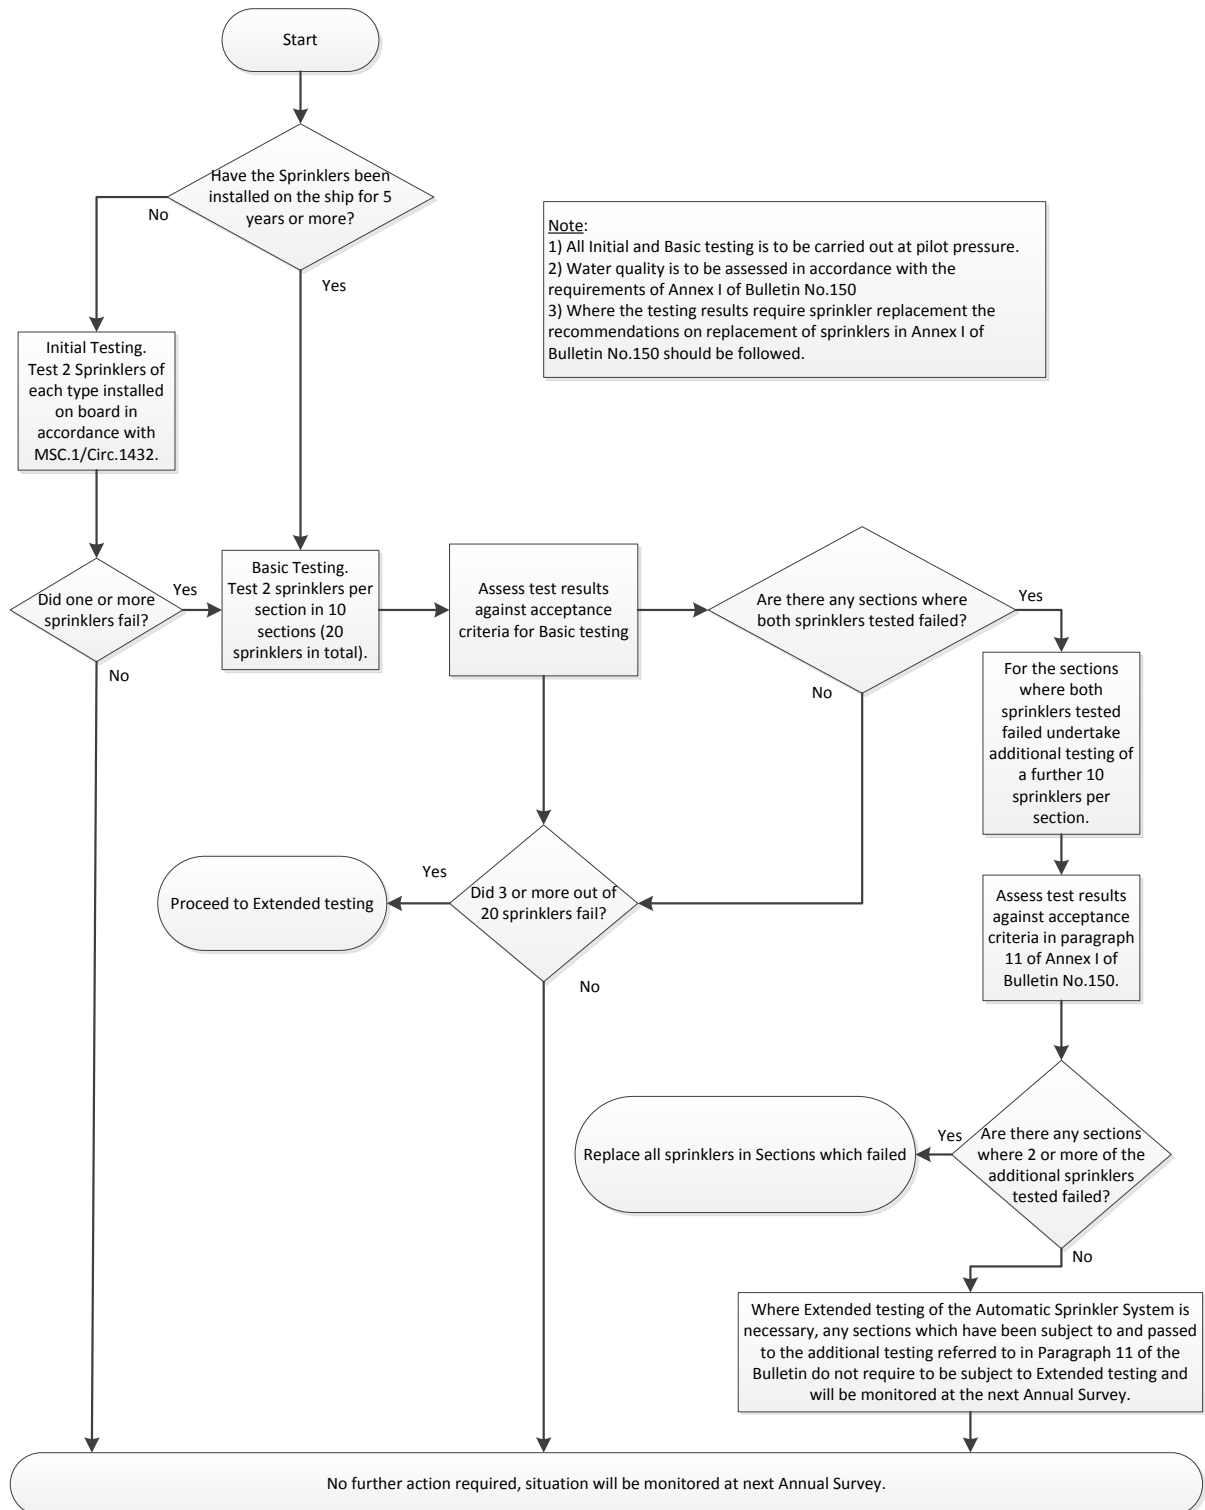 Start
Have the Sprinklers been
installed on the ship for 5
years or more?
No
Yes
Note:
1) All Initial and Basic testing is to be carried out at pilot pressure.
2) Water quality is to be assessed in accordance with the
requirements of Annex I of Bulletin No.150
3) Where the testing results require sprinkler replacement the
recommendations on replacement of sprinklers in Annex I of
Bulletin No.150 should be followed.
Initial Testing.
Test 2 Sprinklers of
each type installed
on board in
accordance with
MSC.1/Circ.1432.
Did one or more
sprinklers fail?
Yes
No
Basic Testing.
Test 2 sprinklers per
section in 10
sections (20
sprinklers in total).
Assess test results
against acceptance
criteria for Basic testing
Are there any sections where
both sprinklers tested failed?
Yes
No
For the sections
where both
sprinklers tested
failed undertake
additional testing of
a further 10
sprinklers per
section.
Did 3 or more out of
20 sprinklers fail?
Yes
No
Proceed to Extended testing
Assess test results
against acceptance
criteria in paragraph
11 of Annex I of
Bulletin No.150.
Are there any sections
where 2 or more of the
additional sprinklers
tested failed?
Yes
No
Replace all sprinklers in Sections which failed
Where Extended testing of the Automatic Sprinkler System is
necessary, any sections which have been subject to and passed
to the additional testing referred to in Paragraph 11 of the
Bulletin do not require to be subject to Extended testing and
will be monitored at the next Annual Survey.
No further action required, situation will be monitored at next Annual Survey.